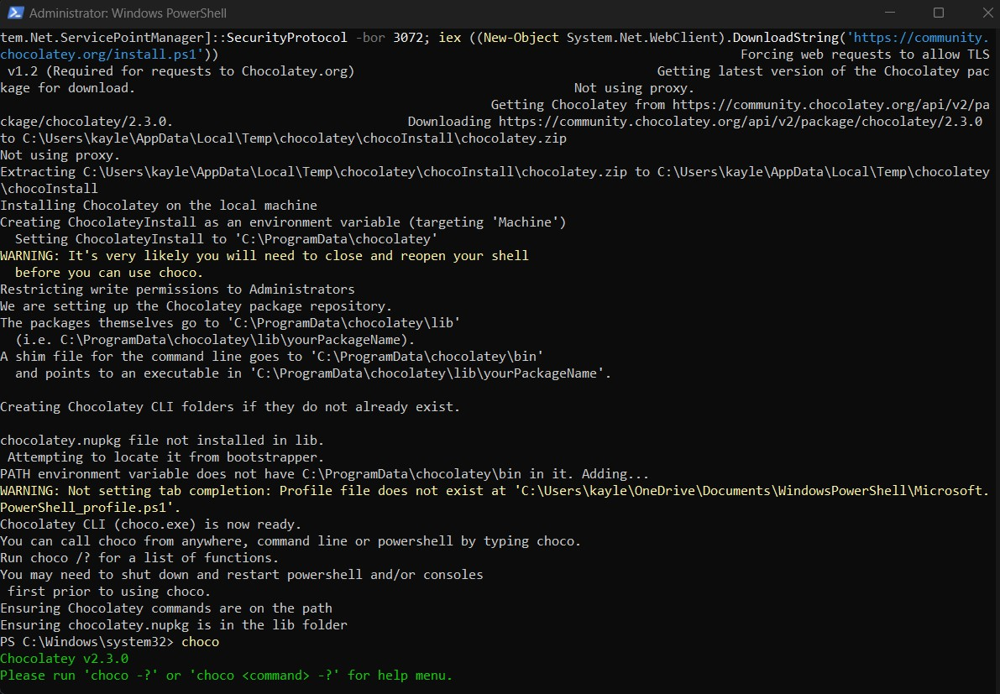 Administrator: Windows PowerShell
tem.Net.ServicePointManager]::SecurityProtocol -bor 3072; iex ((New-Object System.Net.WebClient).DownloadString('https://community.
chocolatey.org/install.ps1')) Forcing web requests to allow TLS
v1.2 (Required for requests to Chocolatey.org) Getting latest version of the Chocolatey pac
kage for download. Not using proxy.
Getting Chocolatey from https://community.chocolatey.org/api/v2/pa
ckage/chocolatey/2.3.0. Downloading https://community.chocolatey.org/api/v2/package/chocolatey/2.3.0
to C:\Users\kayle\AppData\Local\Temp\chocolatey\chocoInstall\chocolatey.zip
Not using proxy.
Extracting C:\Users\kayle\AppData\Local\Temp\chocolatey\chocoInstall\chocolatey.zip to C:\Users\kayle\AppData\Local\Temp\chocolatey
\chocoInstall
Installing Chocolatey on the local machine
Creating ChocolateyInstall as an environment variable (targeting 'Machine')
Setting ChocolateyInstall to 'C:\ProgramData\chocolatey'
WARNING: It's very likely you will need to close and reopen your shell
before you can use choco.
Restricting write permissions to Administrators
We are setting up the Chocolatey package repository.
The packages themselves go to 'C:\ProgramData\chocolatey\lib'
(i.e. C:\ProgramData\chocolatey\lib\yourPackageName).
A shim file for the command line goes to 'C:\ProgramData\chocolatey\bin'
and points to an executable in 'C:\ProgramData\chocolatey\lib\yourPackageName'.
Creating Chocolatey CLI folders if they do not already exist.
chocolatey.nupkg file not installed in lib.
Attempting to locate it from bootstrapper.
PATH environment variable does not have C:\ProgramData\chocolatey\bin in it. Adding...
WARNING: Not setting tab completion: Profile file does not exist at 'C:\Users\kayle\OneDrive\Documents\WindowsPowerShell\Microsoft.
PowerShell_profile.ps1'.
Chocolatey CLI (choco.exe) is now ready.
You can call choco from anywhere, command line or powershell by typing choco.
Run choco /? for a list of functions.
You may need to shut down and restart powershell and/or consoles
first prior to using choco.
Ensuring Chocolatey commands are on the path
Ensuring chocolatey.nupkg is in the lib folder
PS C:\Windows\system32> choco
Chocolatey v2.3.0
Please run 'choco -?' or 'choco <command> -?' for help menu.